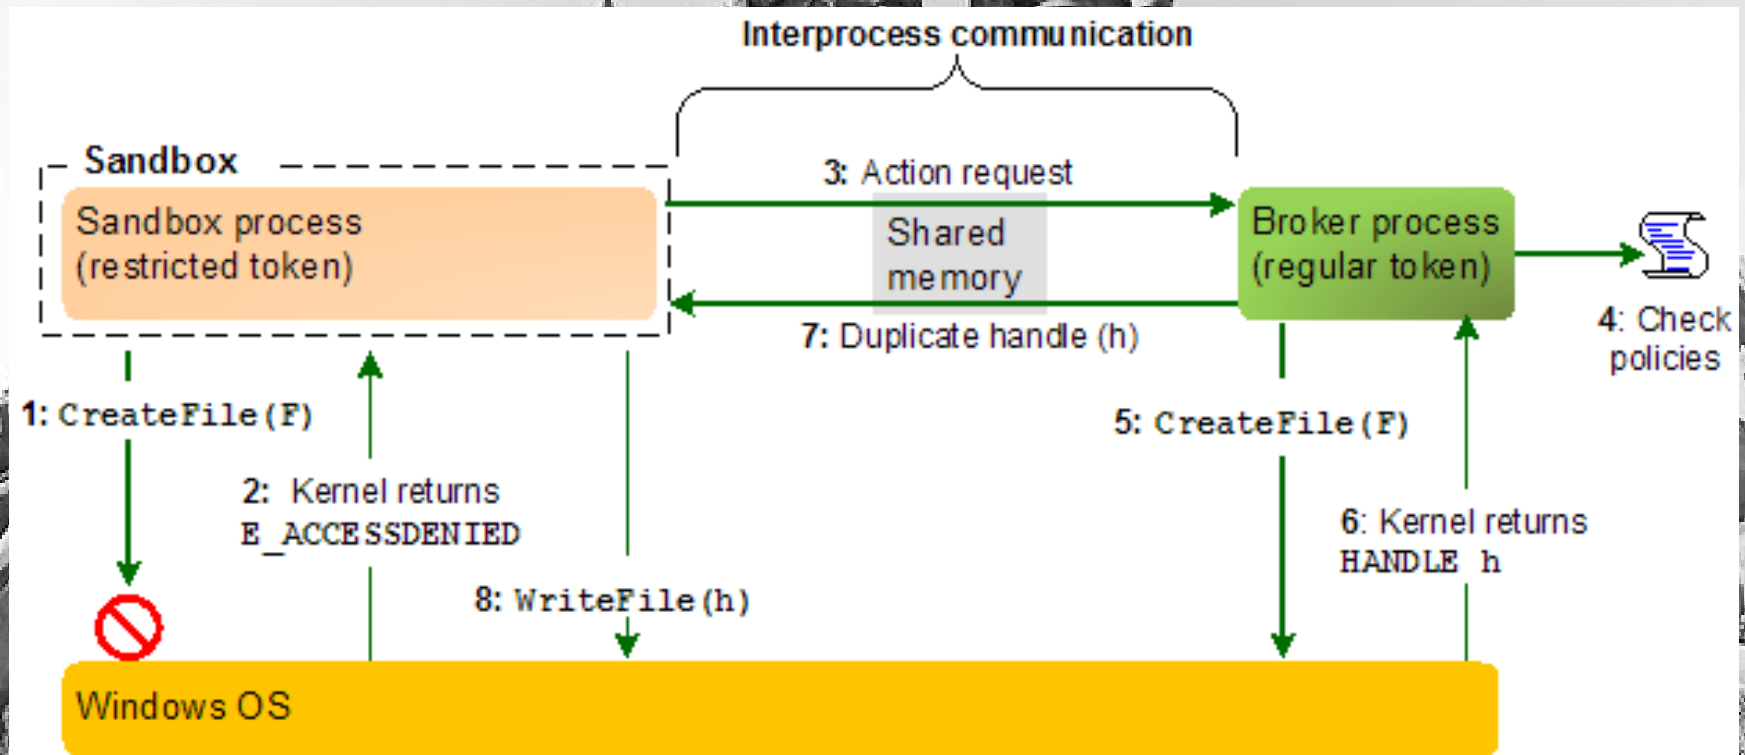 Interprocess communication
Sandbox
Sandbox process
(restricted token)
3: Action request
Shared
memory
7: Duplicate handle (h)
Broker process
(regular token)
4: Check
policies
1: CreateFile(F)
2: Kernel returns
E_ACCESSDENIED
8: WriteFile(h)
5: CreateFile(F)
6: Kernel returns
HANDLE h
Windows OS